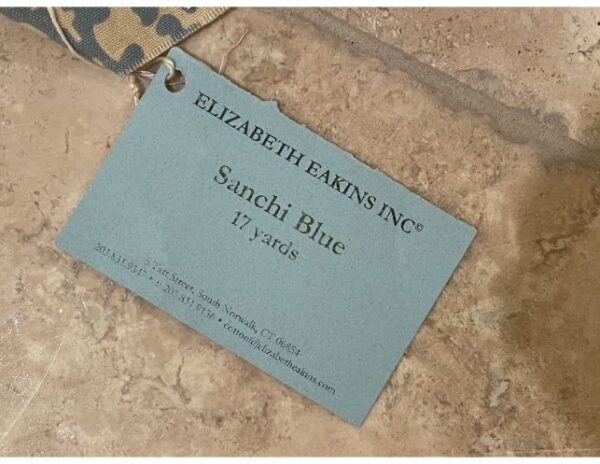 ELIZABETH EAKINS INC©
Sanchi Blue
17 yards
5 Taft Street, South Norwalk, CT 06854
203.831.9347 • F: 203.831.9136 • cotton@elizabetheakins.com